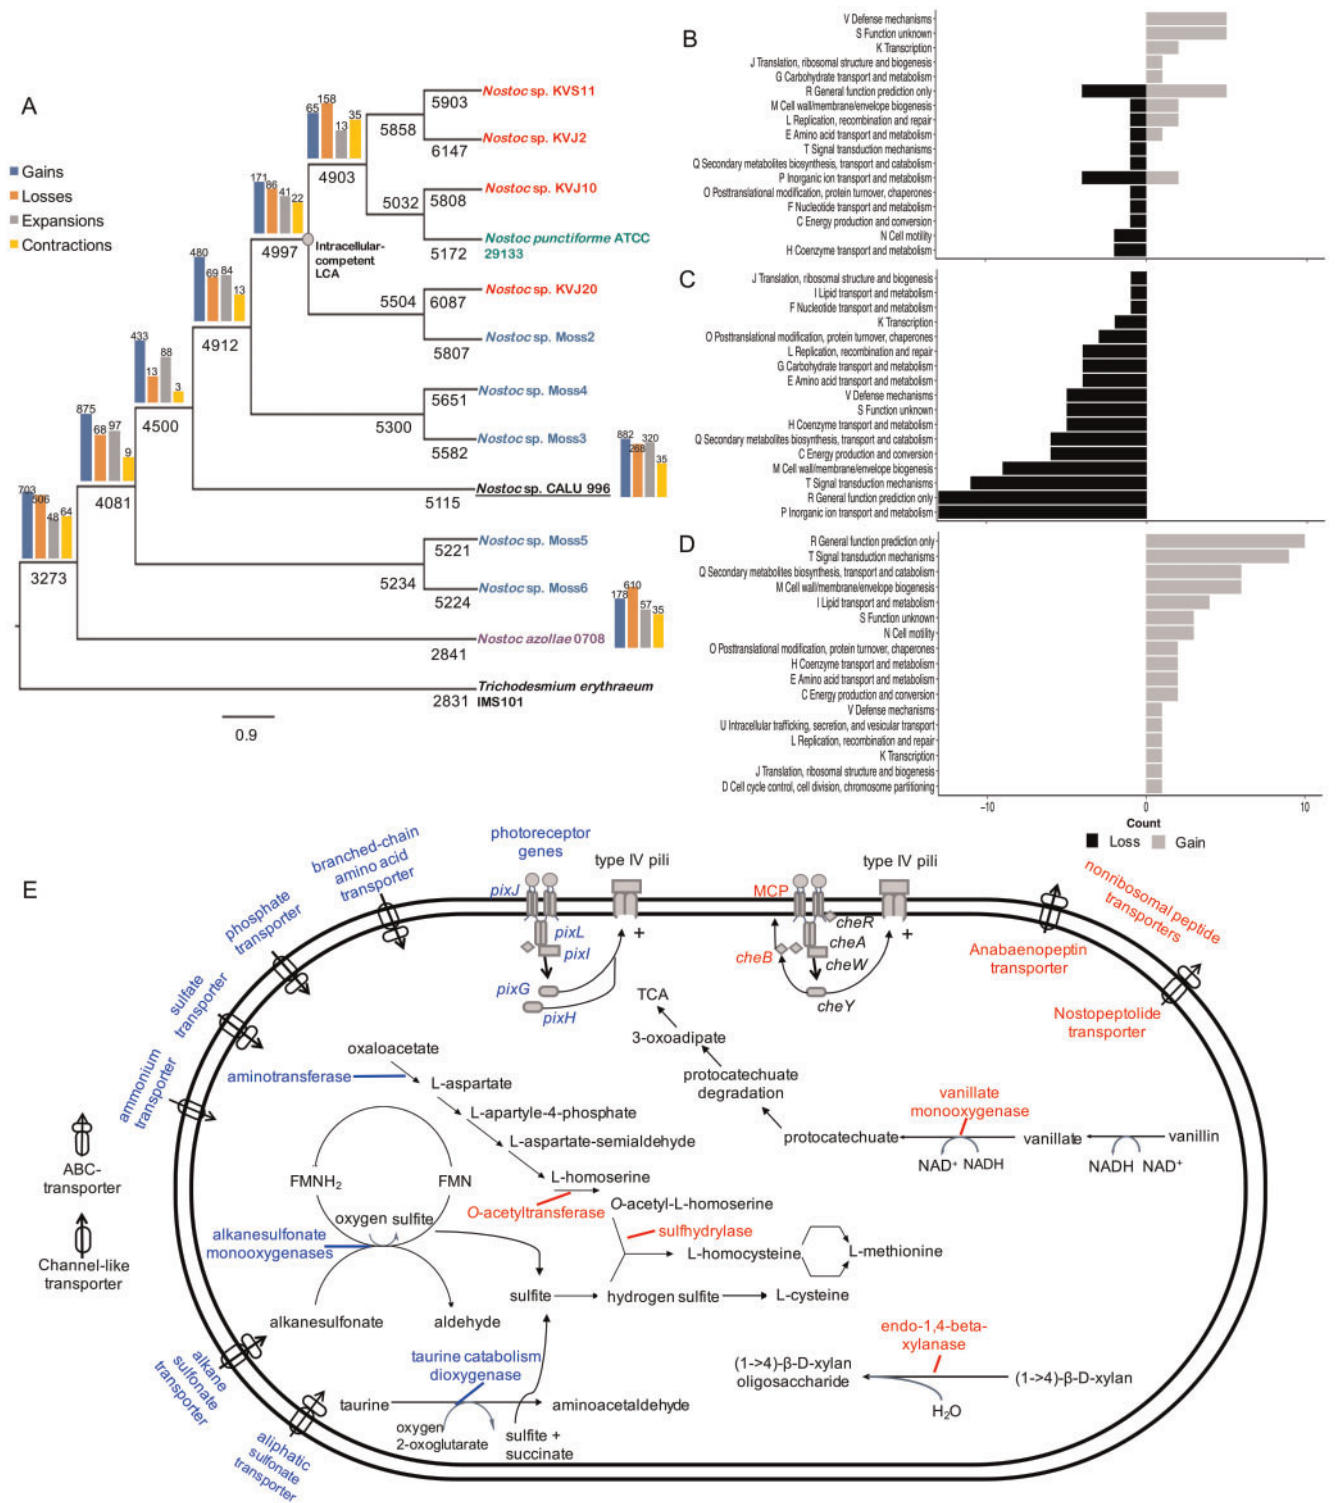 A
Gains
Losses
Expansions
Contractions
703
506
48
64
3273
875
68
97
9
4081
433
13
88
3
4500
480
69
84
13
4912
171
86
41
22
4997
Intracellular-
competent
LCA
65
158
13
35
4903
5858
5903
Nostoc sp. KVS11
6147
Nostoc sp. KVJ2
5032
5808
Nostoc sp. KVJ10
5172
Nostoc punctiforme ATCC
29133
5504
6087
Nostoc sp. KVJ20
5807
Nostoc sp. Moss2
5300
5651
Nostoc sp. Moss4
5582
Nostoc sp. Moss3
5115
Nostoc sp. CALU 996
882
268
320
35
5234
5221
Nostoc sp. Moss5
5224
Nostoc sp. Moss6
2841
Nostoc azollae 0708
178
610
57
35
2831
Trichodesmium erythraeum
IMS101
0.9
B
V Defense mechanisms
S Function unknown
K Transcription
J Translation, ribosomal structure and biogenesis
G Carbohydrate transport and metabolism
R General function prediction only
M Cell wall/membrane/envelope biogenesis
L Replication, recombination and repair
E Amino acid transport and metabolism
T Signal transduction mechanisms
Q Secondary metabolites biosynthesis, transport and catabolism
P Inorganic ion transport and metabolism
O Posttranslational modification, protein turnover, chaperones
F Nucleotide transport and metabolism
C Energy production and conversion
N Cell motility
H Coenzyme transport and metabolism
C
J Translation, ribosomal structure and biogenesis
I Lipid transport and metabolism
F Nucleotide transport and metabolism
K Transcription
O Posttranslational modification, protein turnover, chaperones
L Replication, recombination and repair
G Carbohydrate transport and metabolism
E Amino acid transport and metabolism
V Defense mechanisms
S Function unknown
H Coenzyme transport and metabolism
Q Secondary metabolites biosynthesis, transport and catabolism
C Energy production and conversion
M Cell wall/membrane/envelope biogenesis
T Signal transduction mechanisms
R General function prediction only
P Inorganic ion transport and metabolism
D
R General function prediction only
T Signal transduction mechanisms
Q Secondary metabolites biosynthesis, transport and catabolism
M Cell wall/membrane/envelope biogenesis
I Lipid transport and metabolism
S Function unknown
N Cell motility
O Posttranslational modification, protein turnover, chaperones
H Coenzyme transport and metabolism
E Amino acid transport and metabolism
C Energy production and conversion
V Defense mechanisms
U Intracellular trafficking, secretion, and vesicular transport
L Replication, recombination and repair
K Transcription
J Translation, ribosomal structure and biogenesis
D Cell cycle control, cell division, chromosome partitioning
-10 0 10
Count
Loss Gain
E
branched-chain
amino acid
transporter
phosphate
transporter
sulfate
transporter
ammonium
transporter
photoreceptor
genes
pixJ
pixL
pixI
pixG
pixH
type IV pili
+
MCP
cheR
cheA
cheW
cheB
cheY
type IV pili
+
nonribosomal peptide
transporters
Anabaenopeptin
transporter
Nostopeptolide
transporter
TCA
3-oxoadipate
protocatechuate
degradation
protocatechuate
vanillate
monooxygenase
vanillate
vanillin
NAD+ NADH
NADH NAD+
oxaloacetate
aminotransferase
L-aspartate
L-apartyle-4-phosphate
L-aspartate-semialdehyde
L-homoserine
O-acetyltransferase
O-acetyl-L-homoserine
sulfhydrylase
L-homocysteine
L-methionine
FMNH2
FMN
oxygen sulfite
alkanesulfonate
monooxygenases
alkanesulfonate
aldehyde
sulfite
hydrogen sulfite
L-cysteine
ABC-
transporter
Channel-like
transporter
alkane
sulfonate
transporter
aliphatic
sulfonate
transporter
taurine catabolism
dioxygenase
taurine
aminoacetaldehyde
oxygen
2-oxoglutarate
sulfite +
succinate
endo-1,4-beta-
xylanase
(1->4)-β-D-xylan
oligosaccharide
(1->4)-β-D-xylan
H2O